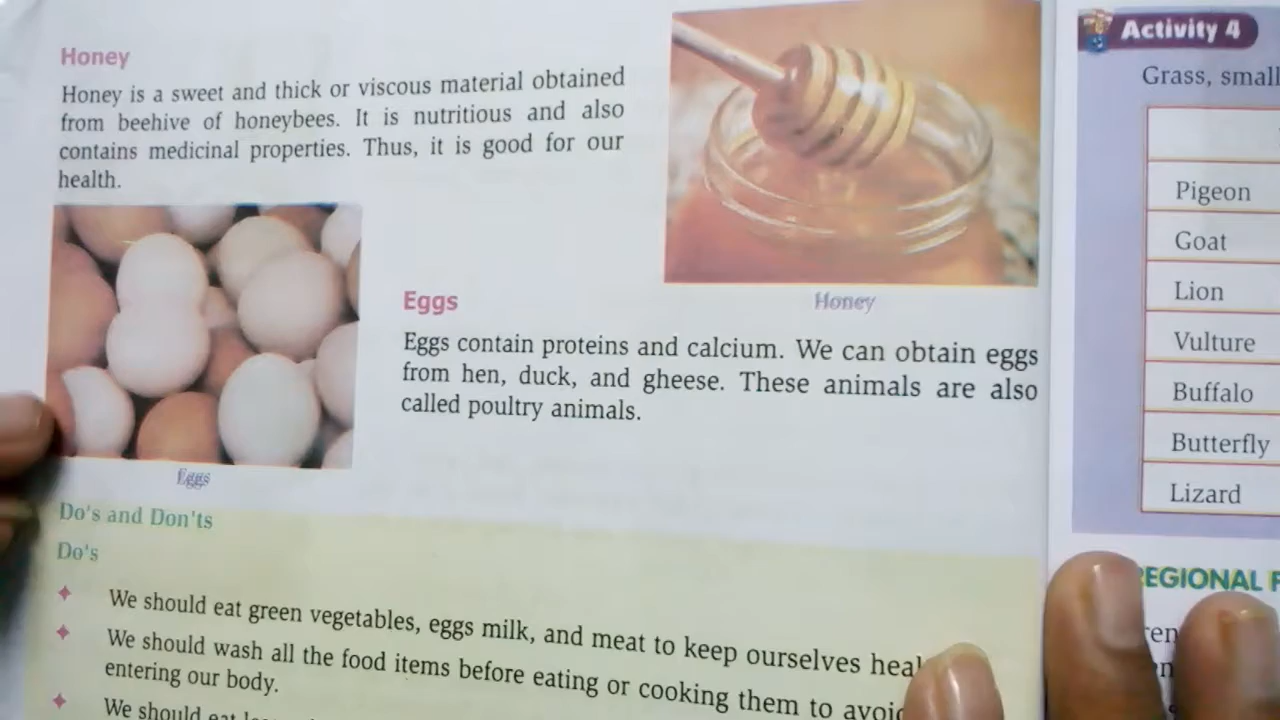 Honey
Honey is a sweet and thick or viscous material obtained
from beehive of honeybees. It is nutritious and also
contains medicinal properties. Thus, it is good for our
health.
Honey
Eggs
Eggs contain proteins and calcium. We can obtain eggs
from hen, duck, and gheese. These animals are also
called poultry animals.
Eggs
Do's and Don'ts
Do's
We should eat green vegetables, eggs milk, and meat to keep ourselves
We should wash all the food items before eating or cooking them to
entering our body.
We should eat
Activity 4
Grass, small
Pigeon
Goat
Lion
Vulture
Buffalo
Butterfly
Lizard